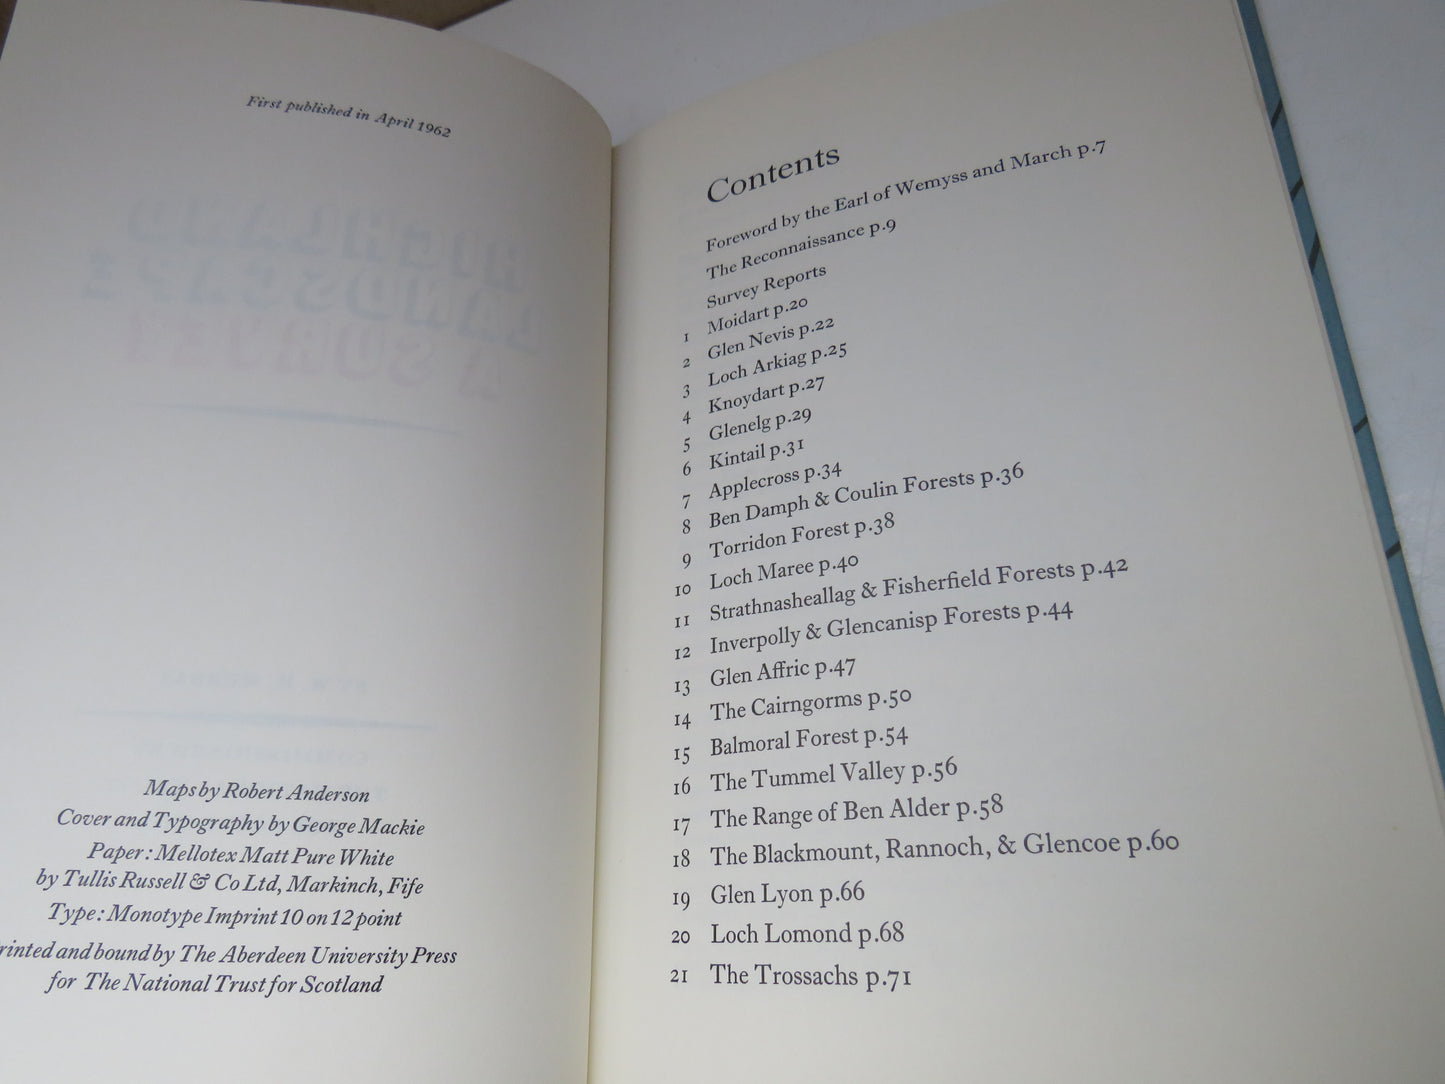 First published in April 1962
HIGHLAND
LANDSCAPE
A SURVEY
Maps by Robert Anderson
Cover and Typography by George Mackie
Paper: Mellotex Matt Pure White
by Tullis Russell & Co Ltd, Markinch, Fife
Type: Monotype Imprint 10 on 12 point
rinted and bound by The Aberdeen University Press
for The National Trust for Scotland
Contents
Foreword by the Earl of Wemyss and March p.7
The Reconnaissance p.9
Survey Reports
1 Moidart p.20
2 Glen Nevis p.22
3 Loch Arkiag p.25
4 Knoydart p.27
5 Glenelg p.29
6 Kintail p.31
7 Applecross p.34
8 Ben Damph & Coulin Forests p.36
9 Torridon Forest p.38
10 Loch Maree p.40
11 Strathnasheallag & Fisherfield Forests p.42
12 Inverpolly & Glencanisp Forests p.44
13 Glen Affric p.47
14 The Cairngorms p.50
15 Balmoral Forest p.54
16 The Tummel Valley p.56
17 The Range of Ben Alder p.58
18 The Blackmount, Rannoch, & Glencoe p.60
19 Glen Lyon p.66
20 Loch Lomond p.68
21 The Trossachs p.71